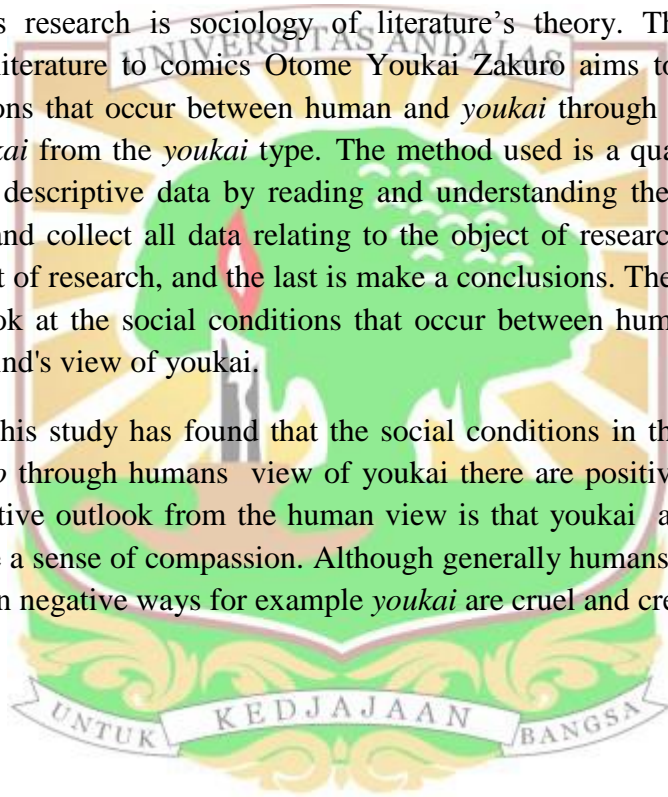 s research is sociology of literature's theory. Th
UNIVERSITAS ANDALAS
iterature to comics Otome Youkai Zakuro aims to
ons that occur between human and youkai through
kai from the youkai type. The method used is a qua
descriptive data by reading and understanding the
and collect all data relating to the object of researc
t of research, and the last is make a conclusions. The
ok at the social conditions that occur between hum
ind's view of youkai.
his study has found that the social conditions in th
o through humans view of youkai there are positiv
tive outlook from the human view is that youkai a
e a sense of compassion. Although generally humans
n negative ways for example youkai are cruel and cre
UNTUK KEDJAJAAN BANGSA